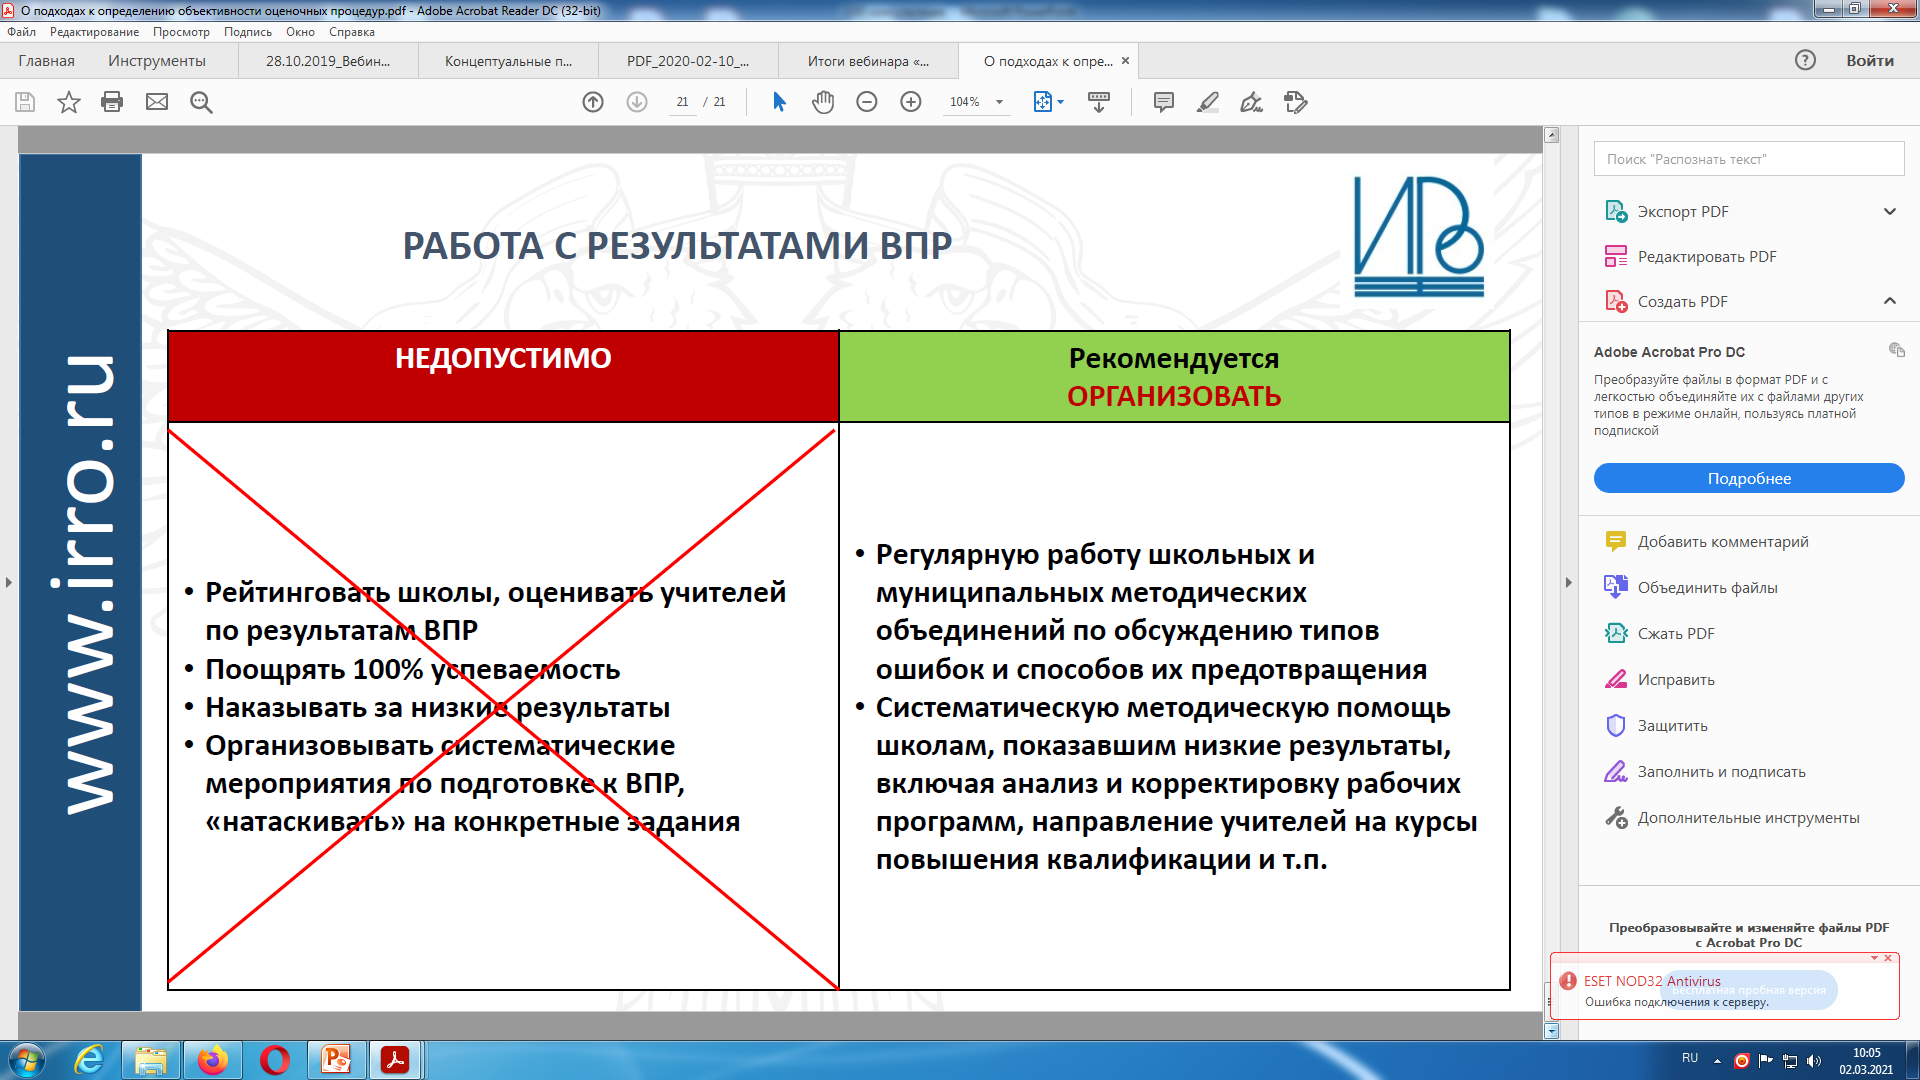 О подходах к определению объективности оценочных процедур.pdf - Adobe Acrobat Reader DC (32-bit)
Файл Редактирование Просмотр Подпись Окно Справка
Главная Инструменты 28.10.2019_Вебин... Концептуальные п... PDF_2020-02-10_... Итоги вебинара «... О подходах к опре... Войти
21 / 21 104%
www.irro.ru
ИРО
РАБОТА С РЕЗУЛЬТАТАМИ ВПР
НЕДОПУСТИМО
• Рейтинговать школы, оценивать учителей
по результатам ВПР
• Поощрять 100% успеваемость
• Наказывать за низкие результаты
• Организовывать систематические
мероприятия по подготовке к ВПР,
«натаскивать» на конкретные задания
Рекомендуется
ОРГАНИЗОВАТЬ
• Регулярную работу школьных и
муниципальных методических
объединений по обсуждению типов
ошибок и способов их предотвращения
• Систематическую методическую помощь
школам, показавшим низкие результаты,
включая анализ и корректировку рабочих
программ, направление учителей на курсы
повышения квалификации и т.п.
Поиск "Распознать текст"
Экспорт PDF
Редактировать PDF
Создать PDF
Adobe Acrobat Pro DC
Преобразуйте файлы в формат PDF и с
легкостью объединяйте их с файлами других
типов в режиме онлайн, пользуясь платной
подпиской
Подробнее
Добавить комментарий
Объединить файлы
Сжать PDF
Исправить
Защитить
Заполнить и подписать
Дополнительные инструменты
Преобразовывайте и изменяйте файлы PDF
с Acrobat Pro DC
Бесплатная пробная версия
ESET NOD32 Antivirus
Ошибка подключения к серверу.
RU 10:05
02.03.2021